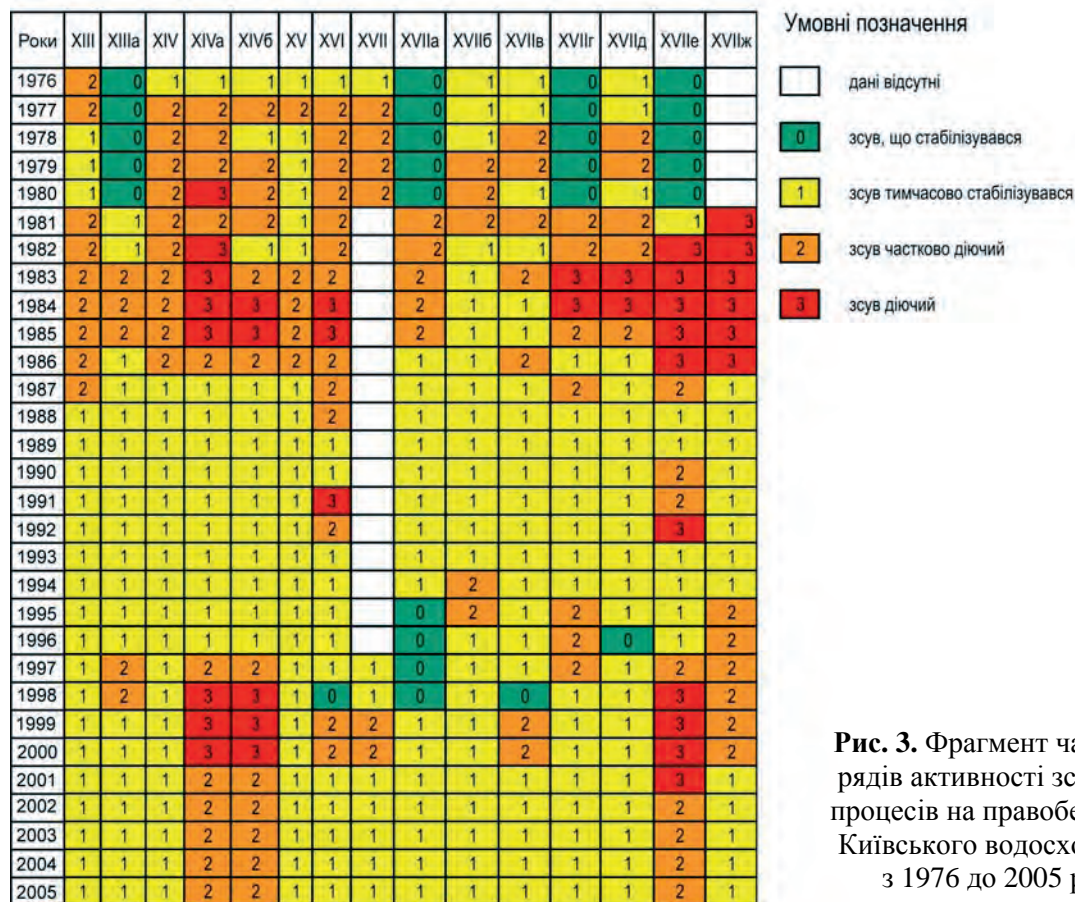 Роки XIII XIIIа XIV XIVа XIVб XV XVI XVII XVIIа XVIIб XVIIв XVIIг XVIIд XVIIе XVIIж
1976 2 0 1 1 1 1 1 1 0 1 1 0 1 0
1977 2 0 2 2 2 2 2 2 0 1 1 0 1 0
1978 1 0 2 2 1 1 2 2 0 1 2 0 2 0
1979 1 0 2 2 2 1 2 2 0 2 2 0 2 0
1980 1 0 2 3 2 1 2 2 0 2 1 0 1 0
1981 2 1 2 2 2 1 2 2 2 2 2 2 1 3
1982 2 1 2 3 1 1 2 2 1 1 2 2 3 3
1983 2 2 2 3 2 2 2 2 1 2 3 3 3 3
1984 2 2 2 3 3 2 3 2 1 1 3 3 3 3
1985 2 2 2 3 3 2 3 2 1 1 2 2 3 3
1986 2 1 2 2 2 2 2 1 1 2 1 1 3 3
1987 2 1 1 1 1 1 2 1 1 1 2 1 2 1
1988 1 1 1 1 1 1 2 1 1 1 1 1 1 1
1989 1 1 1 1 1 1 1 1 1 1 1 1 1 1
1990 1 1 1 1 1 1 1 1 1 1 1 1 2 1
1991 1 1 1 1 1 1 3 1 1 1 1 1 2 1
1992 1 1 1 1 1 1 2 1 1 1 1 1 3 1
1993 1 1 1 1 1 1 1 1 1 1 1 1 1 1
1994 1 1 1 1 1 1 1 1 2 1 1 1 1 1
1995 1 1 1 1 1 1 1 0 2 1 2 1 1 2
1996 1 1 1 1 1 1 1 0 1 1 2 0 1 2
1997 1 2 1 2 2 1 1 1 0 1 1 2 1 2 2
1998 1 2 1 3 3 1 0 1 0 1 0 1 1 3 2
1999 1 1 1 3 3 1 2 2 1 1 2 1 1 3 2
2000 1 1 1 3 3 1 2 2 1 1 2 1 1 3 2
2001 1 1 1 2 2 1 1 1 1 1 1 1 1 3 1
2002 1 1 1 2 2 1 1 1 1 1 1 1 1 2 1
2003 1 1 1 2 2 1 1 1 1 1 1 1 1 2 1
2004 1 1 1 2 2 1 1 1 1 1 1 1 1 2 1
2005 1 1 1 2 2 1 1 1 1 1 1 1 1 2 1
Умовні позначення
дані відсутні
0 зсув, що стабілізувався
1 зсув тимчасово стабілізувався
2 зсув частково діючий
3 зсув діючий
Рис. 3. Фрагмент ча
рядів активності зс
процесів на правобе
Київського водосхо
з 1976 до 2005 р